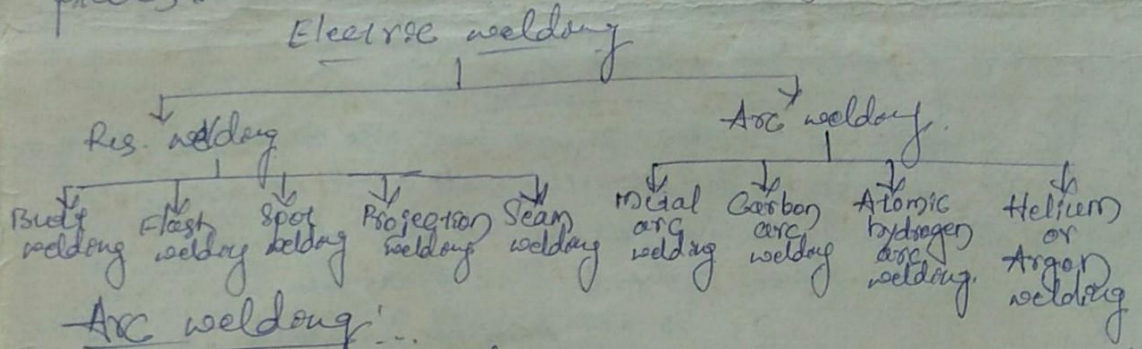 Electric welding
Res. welding
Arc welding.
Butt welding
Flash welding
Spot welding
Projection welding
Seam welding
Metal arc welding
Carbon arc welding
Atomic hydrogen arc welding.
Helium or Argon welding
Arc welding: